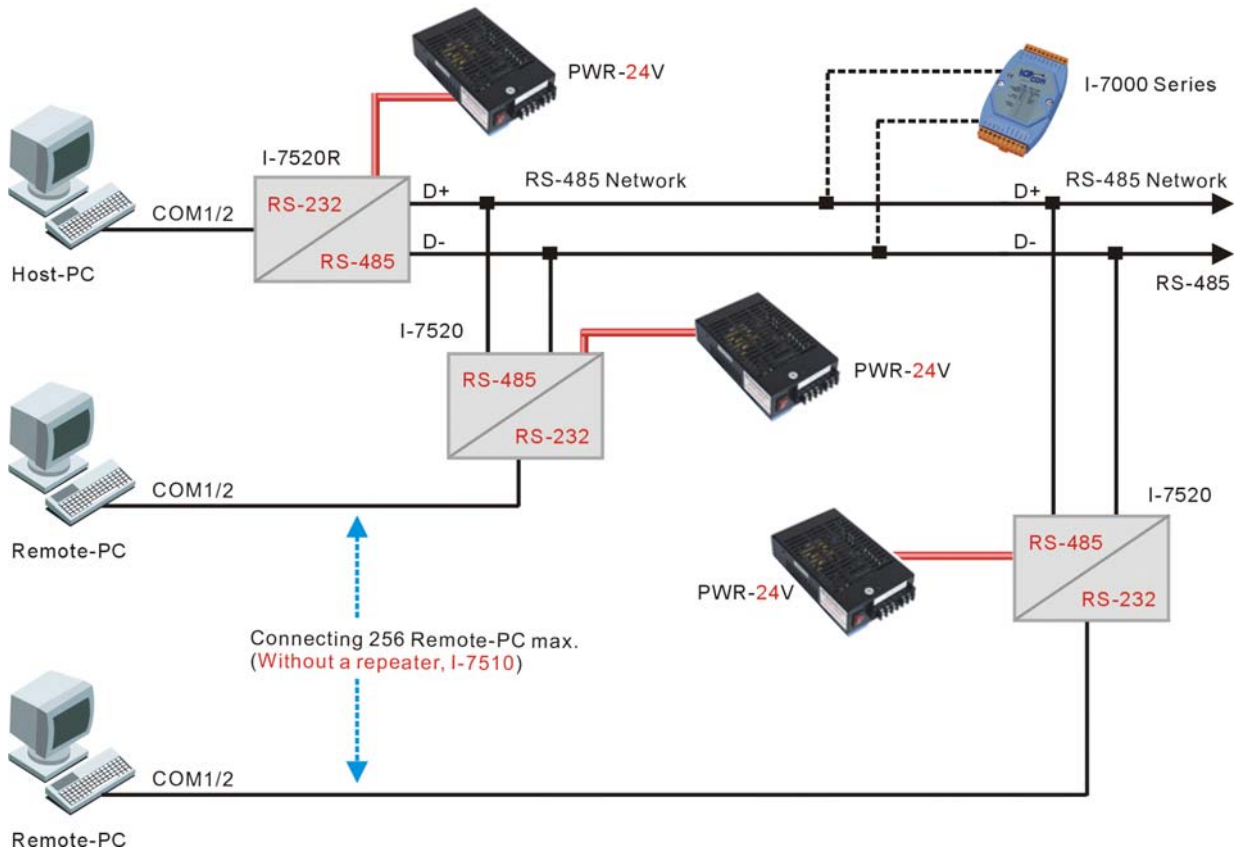 PWR-24V
I-7000 Series
I-7520R
D+
RS-485 Network
D+
RS-485 Network
RS-232
COM1/2
D-
D-
RS-485
Host-PC
RS-485
I-7520
RS-485
PWR-24V
RS-232
COM1/2
I-7520
Remote-PC
RS-485
PWR-24V
RS-232
Connecting 256 Remote-PC max.
(Without a repeater, I-7510)
COM1/2
Remote-PC